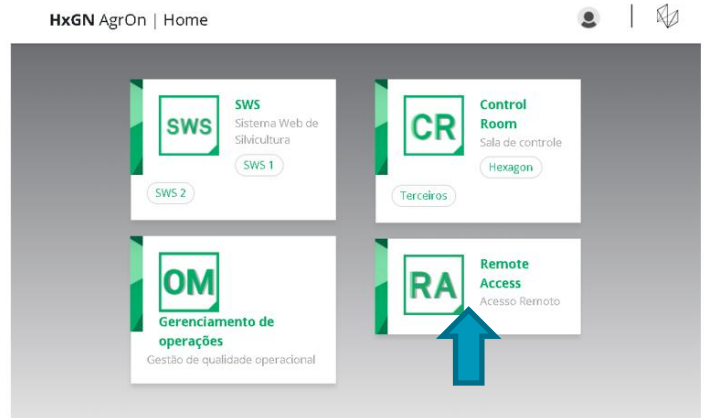 HxGN AgrOn | Home
SWS
SWS
Sistema Web de
Silvicultura
SWS 1
SWS 2
CR
Control
Room
Sala de controle
Hexagon
Terceiros
OM
Gerenciamento de
operações
Gestão de qualidade operacional
RA
Remote
Access
Acesso Remoto